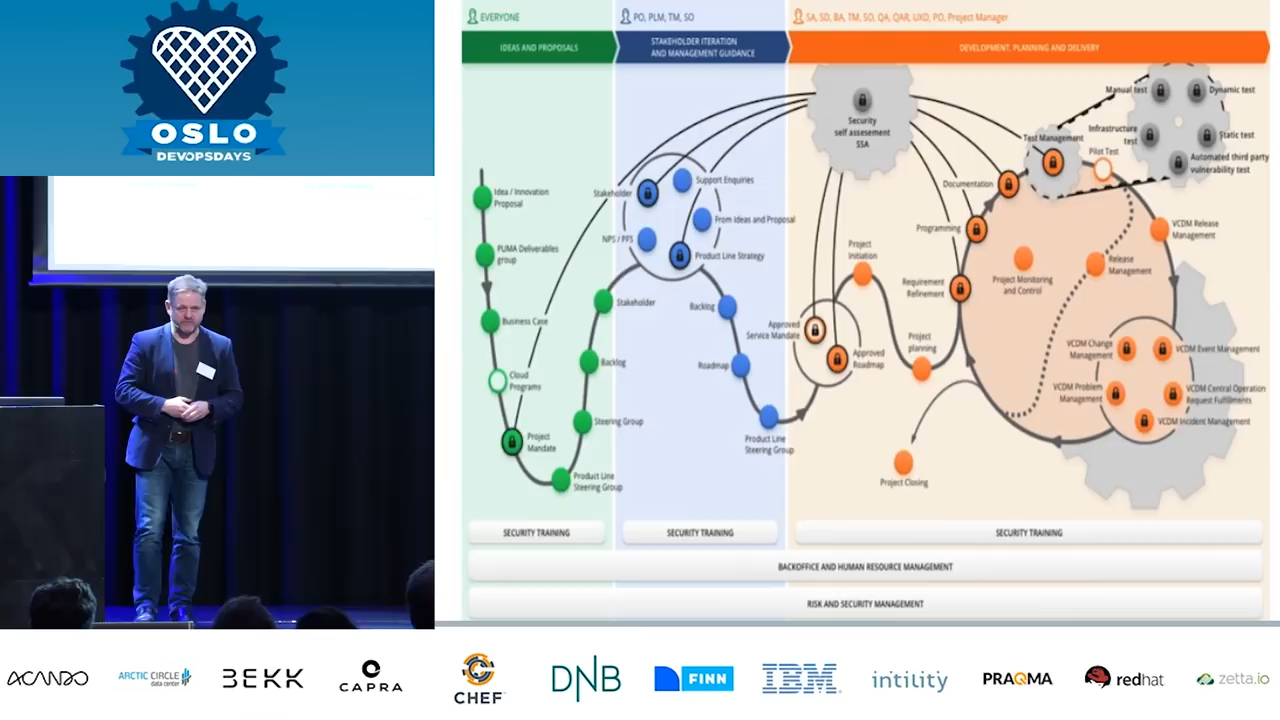 OSLO
DEVOPSDAYS
EVERYONE
PO, PLM, TM, SO
SA, SD, BA, TM, SO, QA, QAR, UXD, PO, Project Manager
IDEAS AND PROPOSALS
STAKEHOLDER ITERATION
AND MANAGEMENT GUIDANCE
DEVELOPMENT, PLANNING AND DELIVERY
Idea / Innovation
Proposal
PUMA Deliverables
group
Business Case
Cloud
Programs
Project
Mandate
Product Line
Steering Group
Steering Group
Backlog
Stakeholder
Stakeholder
Support Enquiries
From Ideas and Proposal
NPS / PFS
Product Line Strategy
Backlog
Roadmap
Product Line
Steering Group
Security
self assesement
SSA
Approved
Service Mandate
Approved
Roadmap
Project
Initiation
Project
planning
Requirement
Refinement
Programming
Documentation
Test Management
Pilot Test
Manual test
Dynamic test
Infrastructure
test
Static test
Automated third party
vulnerability test
VCDM Release
Management
Release
Management
Project Monitoring
and Control
VCDM Change
Management
VCDM Event Management
VCDM Problem
Management
VCDM Central Operation
Request Fulfillments
VCDM Incident Management
Project Closing
SECURITY TRAINING
SECURITY TRAINING
SECURITY TRAINING
BACKOFFICE AND HUMAN RESOURCE MANAGEMENT
RISK AND SECURITY MANAGEMENT
ACANDO
ARCTIC CIRCLE
data center
BEKK
CAPRA
CHEF
DNB
FINN
IBM
intility
PRAQMA
redhat
zetta.io